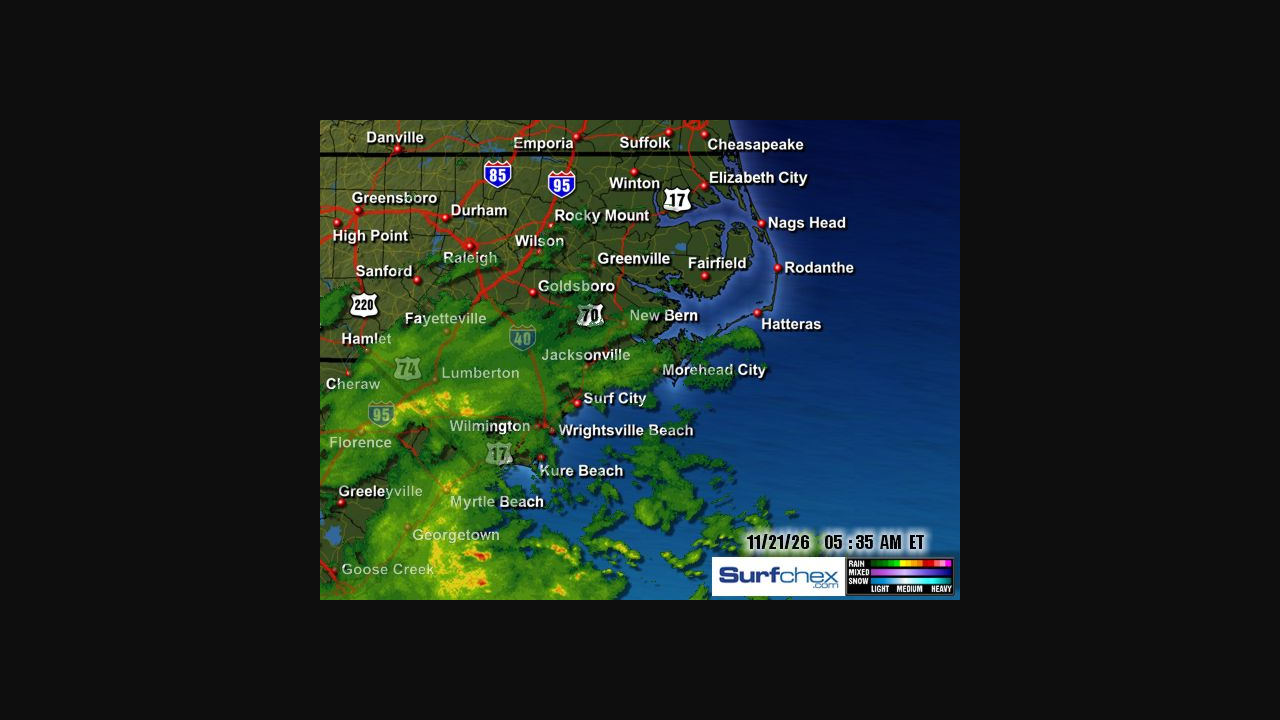 Danville
Emporia
Suffolk
Cheasapeake
85
95
Winton
Elizabeth City
17
Greensboro
Durham
Rocky Mount
Nags Head
High Point
Wilson
Raleigh
Greenville
Fairfield
Rodanthe
Sanford
Goldsboro
220
Fayetteville
70
New Bern
Hatteras
Hamlet
40
Jacksonville
74
Lumberton
Morehead City
Cheraw
Surf City
95
Wilmington
Wrightsville Beach
Florence
17
Kure Beach
Greeleyville
Myrtle Beach
Georgetown
11/21/26 05:35 AM ET
Goose Creek
Surfchex
.com
RAIN
MIXED
SNOW
LIGHT MEDIUM HEAVY